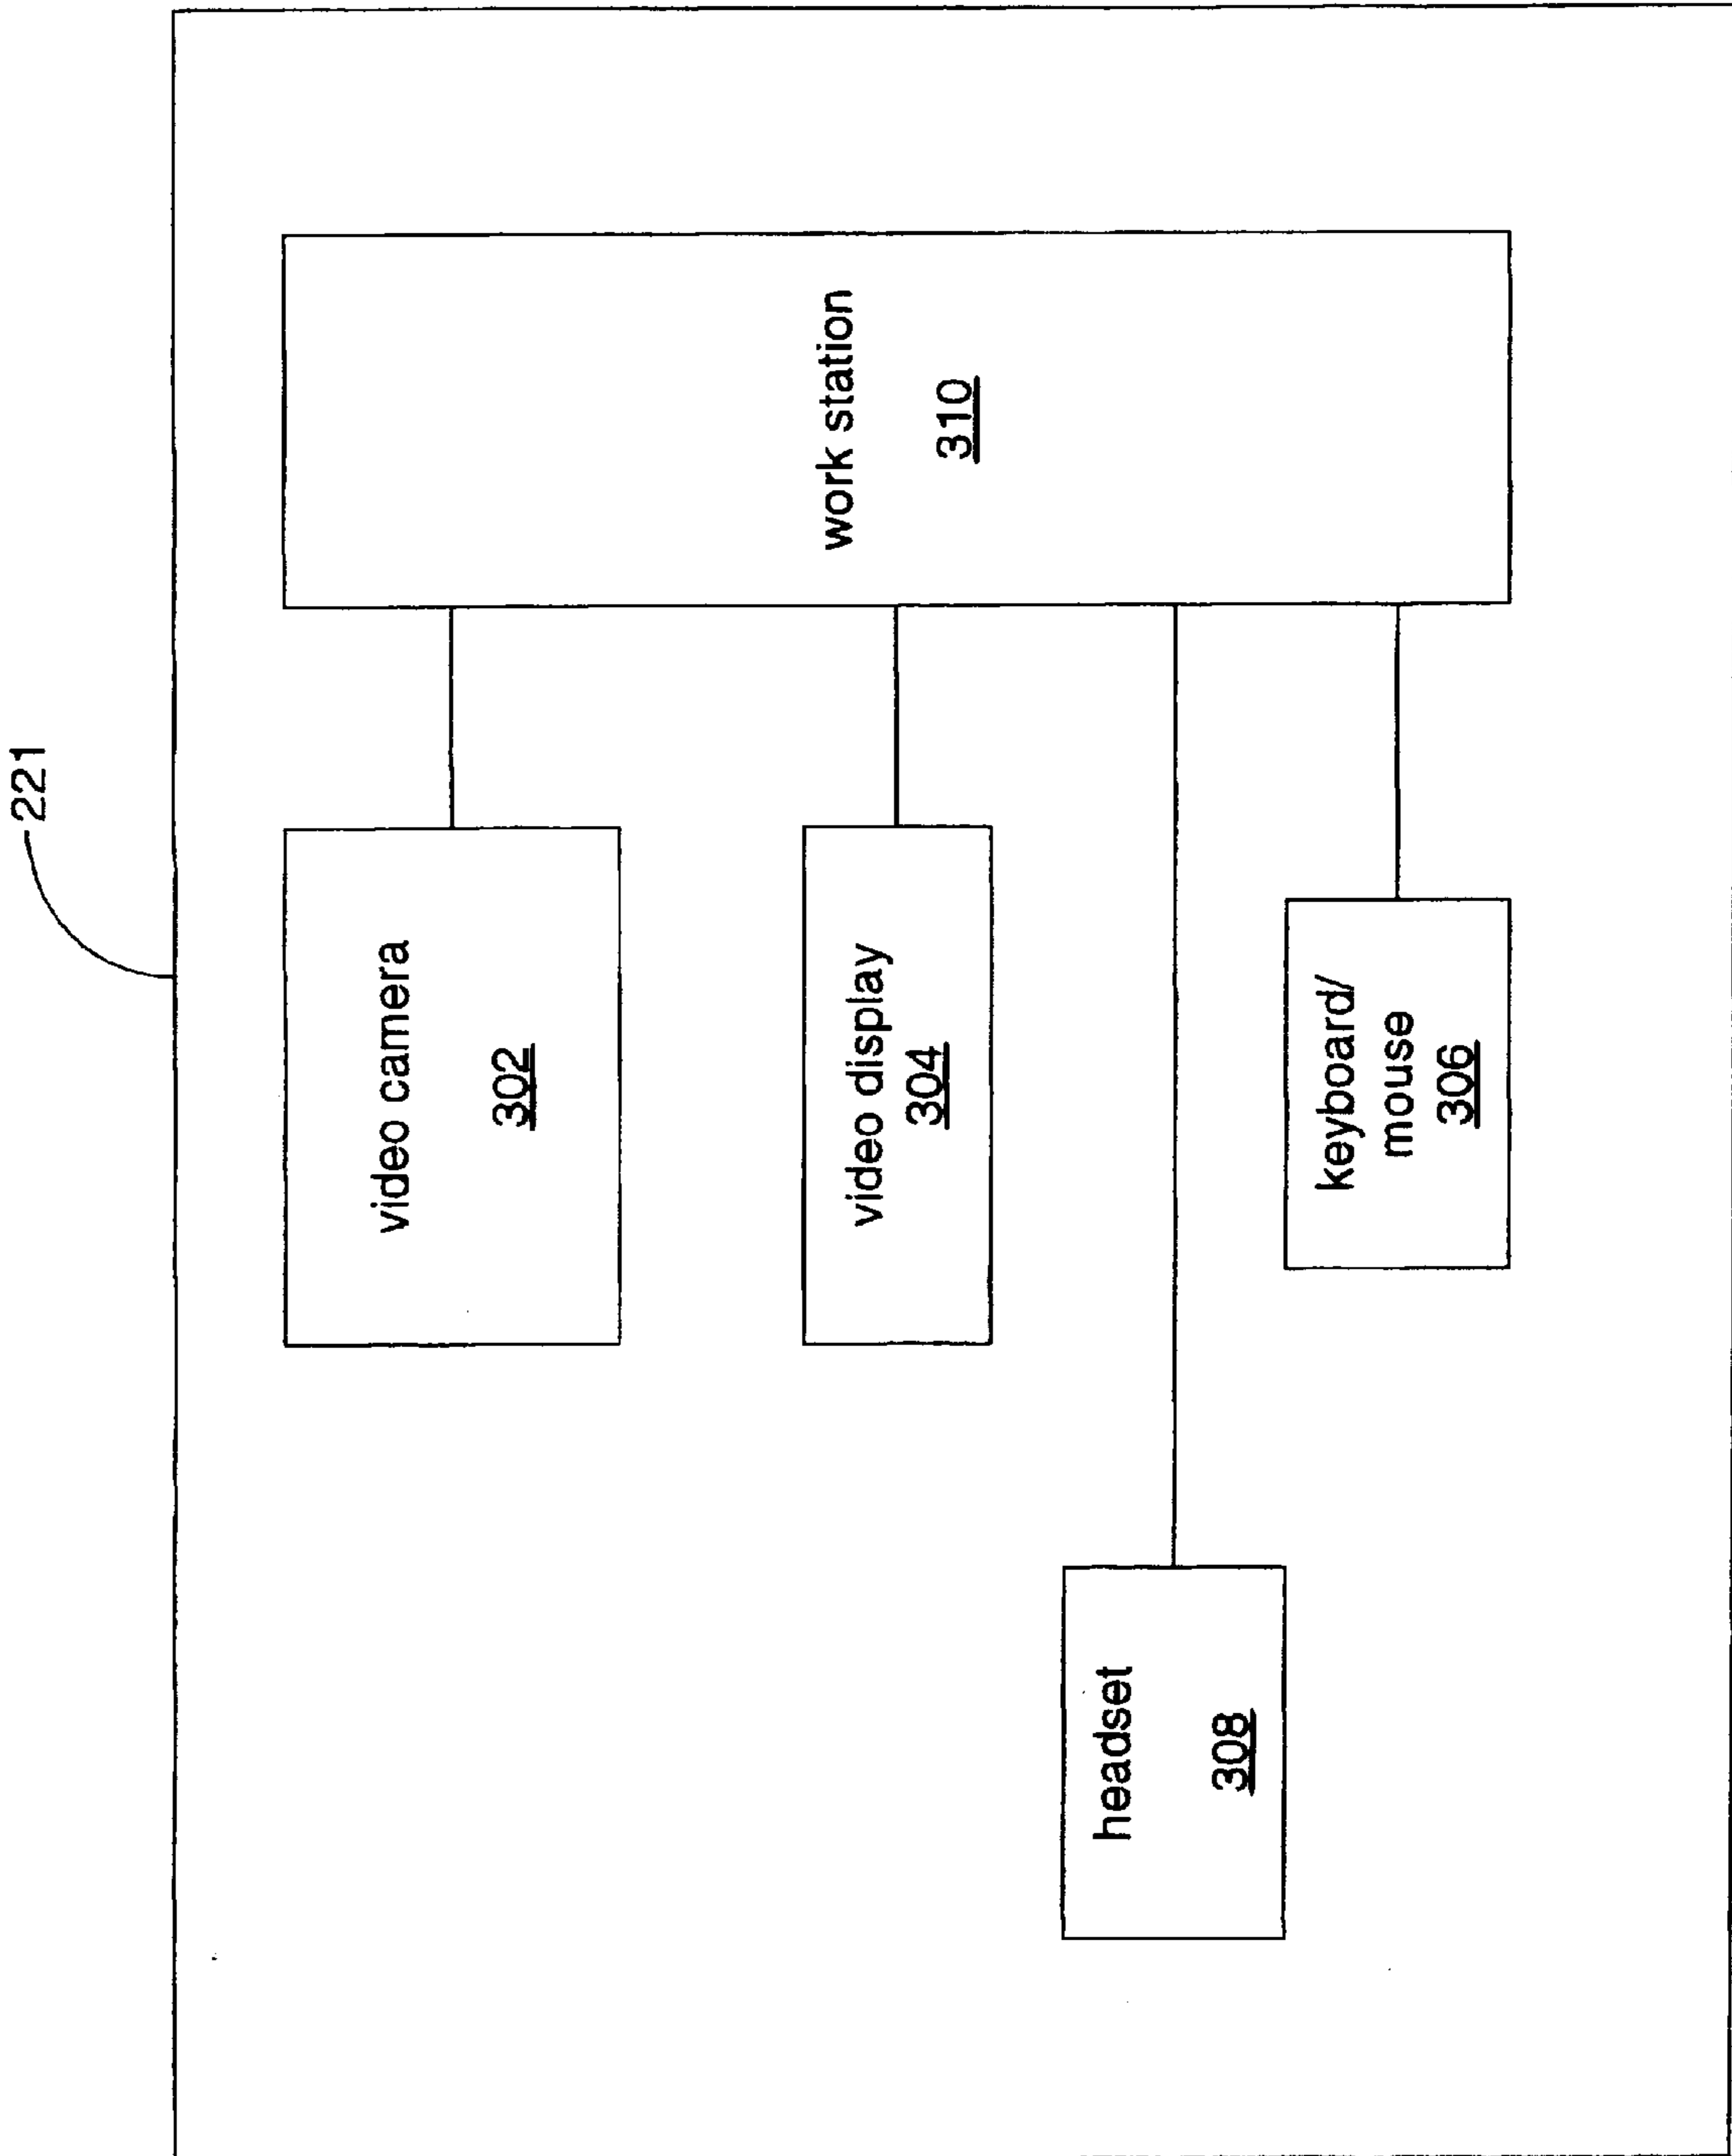 221
video camera
302
video display
304
headset
308
keyboard/
mouse
306
work station
310